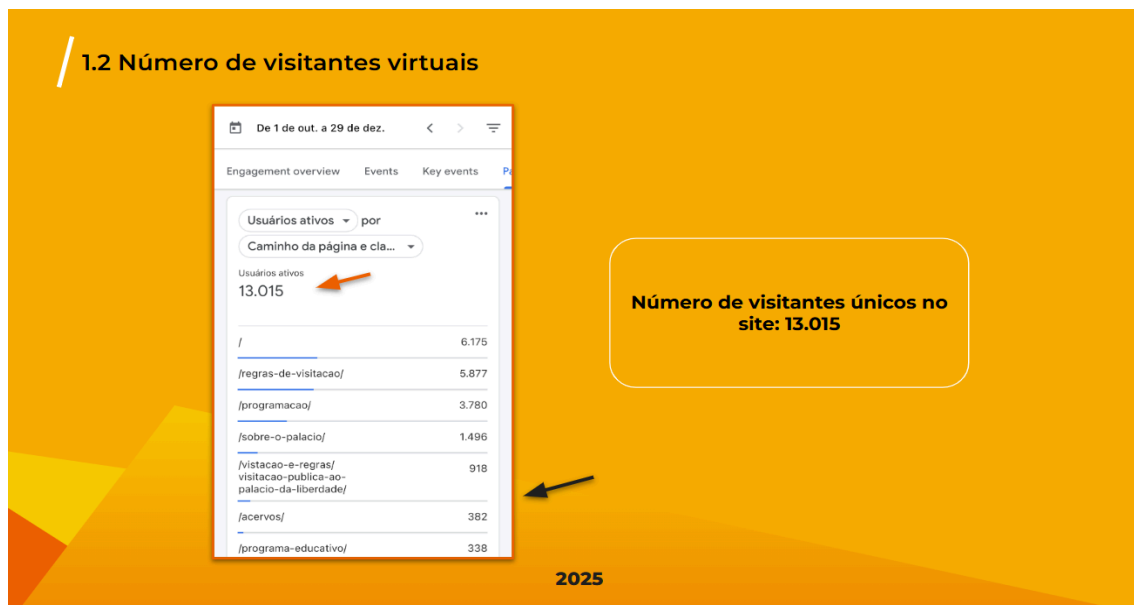 1.2 Número de visitantes virtuais
De 1 de out. a 29 de dez.
Engagement overview Events Key events Pa
Usuários ativos por
Caminho da página e cla...
Usuários ativos
13.015
/ 6.175
/regras-de-visitacao/ 5.877
/programacao/ 3.780
/sobre-o-palacio/ 1.496
/vistacao-e-regras/ 918
visitacao-publica-ao-
palacio-da-liberdade/
/acervos/ 382
/programa-educativo/ 338
Número de visitantes únicos no
site: 13.015
2025